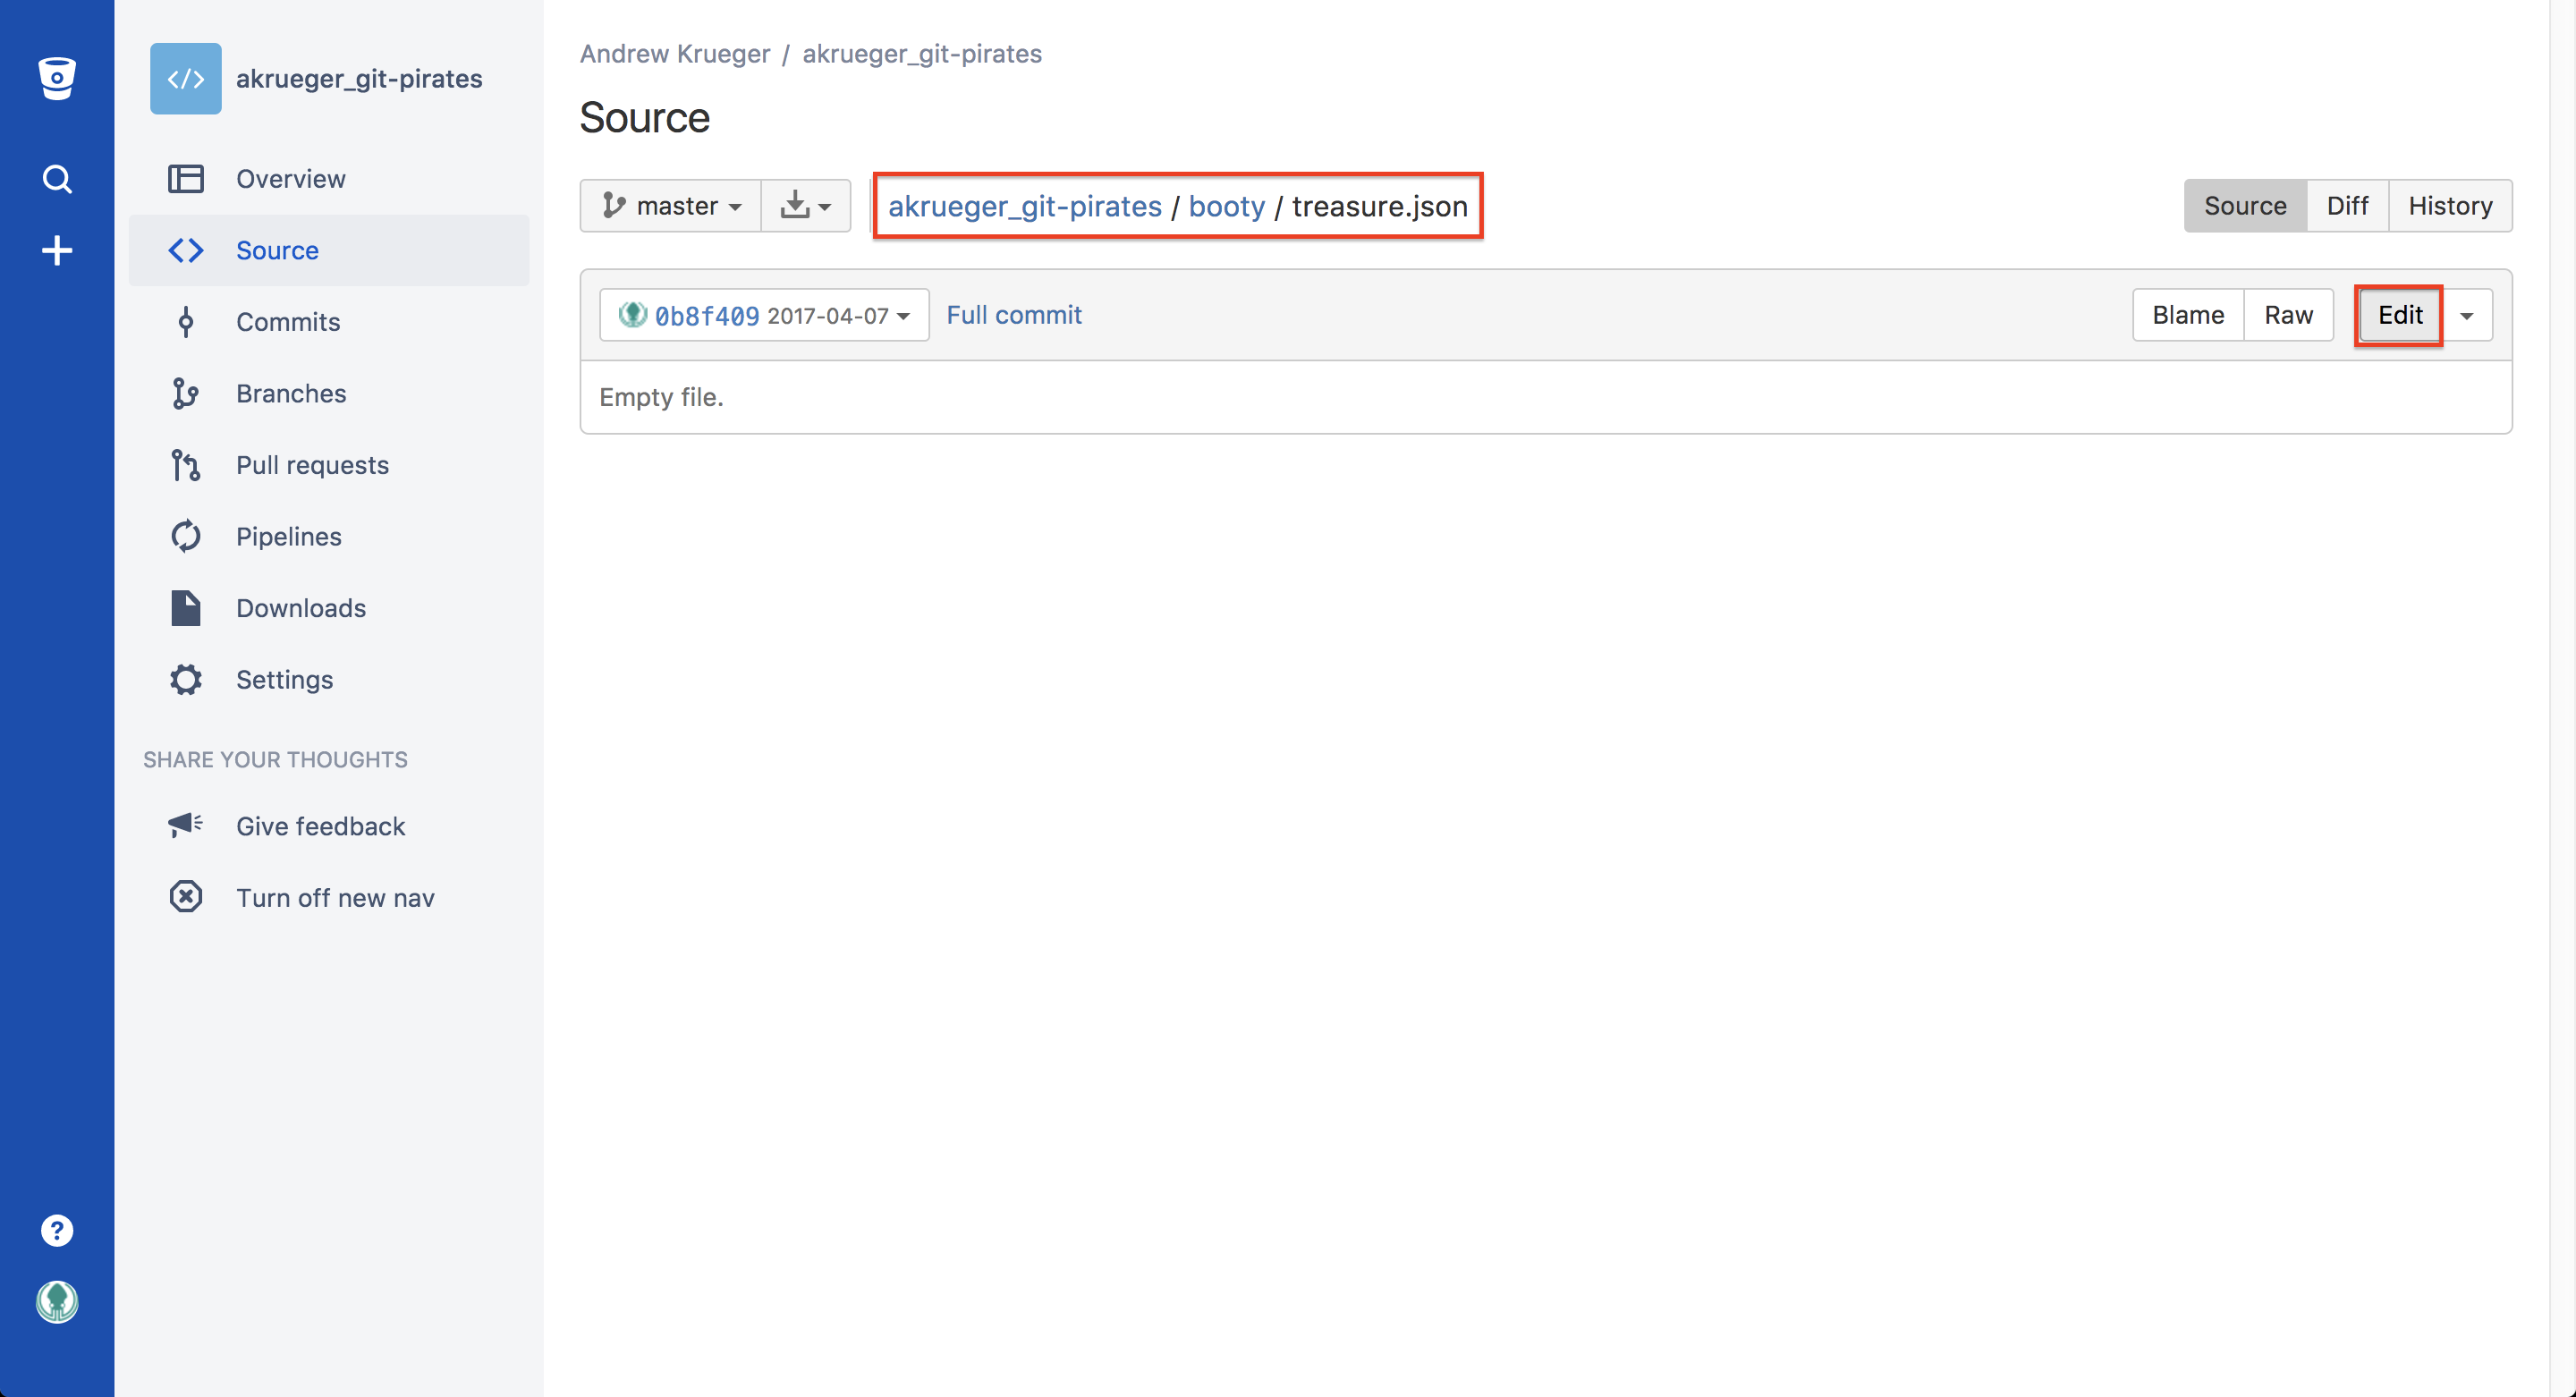 akrueger_git-pirates
Overview
Source
Commits
Branches
Pull requests
Pipelines
Downloads
Settings
SHARE YOUR THOUGHTS
Give feedback
Turn off new nav
Andrew Krueger / akrueger_git-pirates
Source
master akrueger_git-pirates / booty / treasure.json Source Diff History
0b8f409 2017-04-07 Full commit Blame Raw Edit
Empty file.